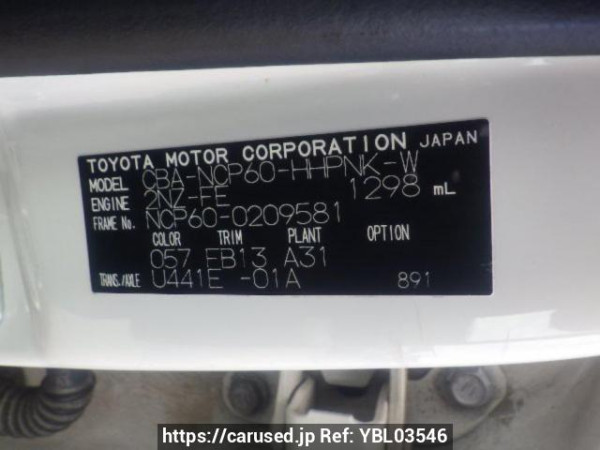 TOYOTA MOTOR CORPORATION JAPAN
MODEL CBA-NCP60-HHPNK-W
ENGINE 2NZ-FE 1298 mL
FRAME No. NCP60-0209581
COLOR TRIM PLANT OPTION
057 FB13 A31
TRANS./AXLE U441E -01A 891
https://carused.jp Ref: YBL03546